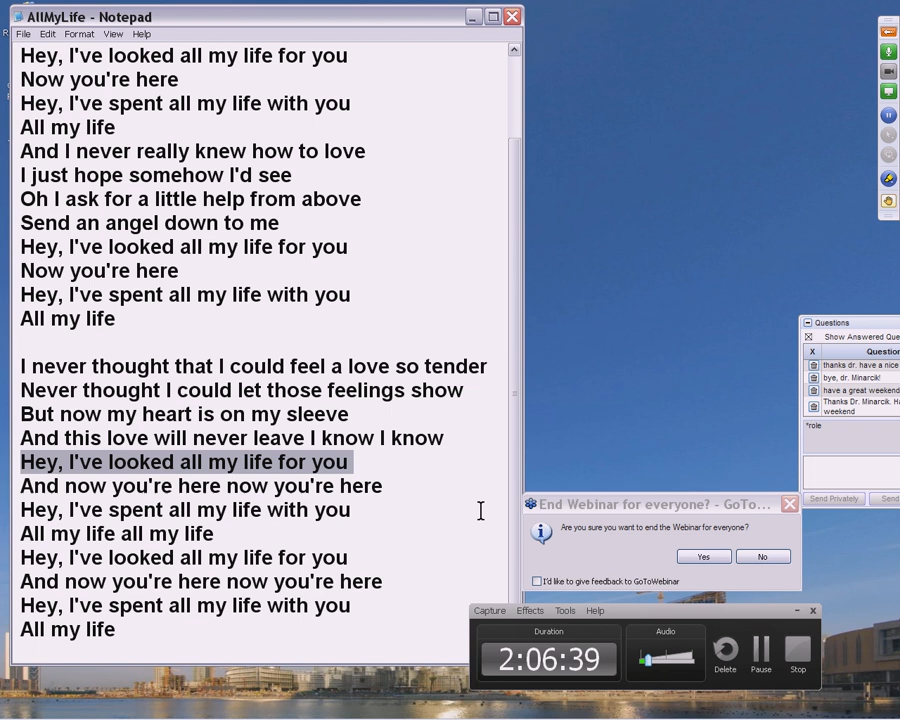 AllMyLife - Notepad
File Edit Format View Help
Hey, I've looked all my life for you
Now you're here
Hey, I've spent all my life with you
All my life
And I never really knew how to love
I just hope somehow I'd see
Oh I ask for a little help from above
Send an angel down to me
Hey, I've looked all my life for you
Now you're here
Hey, I've spent all my life with you
All my life
I never thought that I could feel a love so tender
Never thought I could let those feelings show
But now my heart is on my sleeve
And this love will never leave I know I know
Hey, I've looked all my life for you
And now you're here now you're here
Hey, I've spent all my life with you
All my life all my life
Hey, I've looked all my life for you
And now you're here now you're here
Hey, I've spent all my life with you
All my life
Questions
Show Answered Que
X Question
thanks dr. have a nice
bye, dr. Minarcik!
have a great weekend
Thanks Dr. Minarcik. Ha
weekend
*role
Send Privately Send
End Webinar for everyone? - GoTo...
Are you sure you want to end the Webinar for everyone?
Yes No
I'd like to give feedback to GoToWebinar
Capture Effects Tools Help
Duration
2:06:39
Audio
Delete Pause Stop